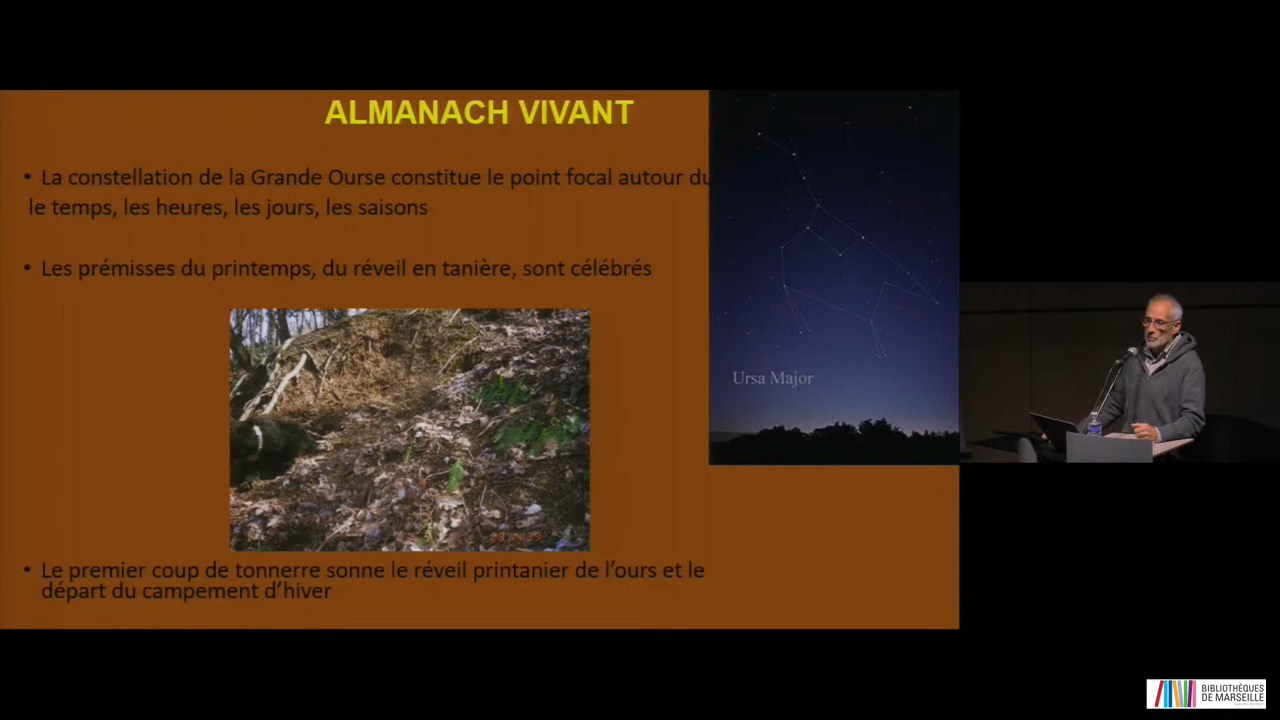 ALMANACH VIVANT
• La constellation de la Grande Ourse constitue le point focal autour du
le temps, les heures, les jours, les saisons
• Les prémisses du printemps, du réveil en tanière, sont célébrés
Ursa Major
• Le premier coup de tonnerre sonne le réveil printanier de l'ours et le
départ du campement d'hiver
BIBLIOTHÈQUES
DE MARSEILLE